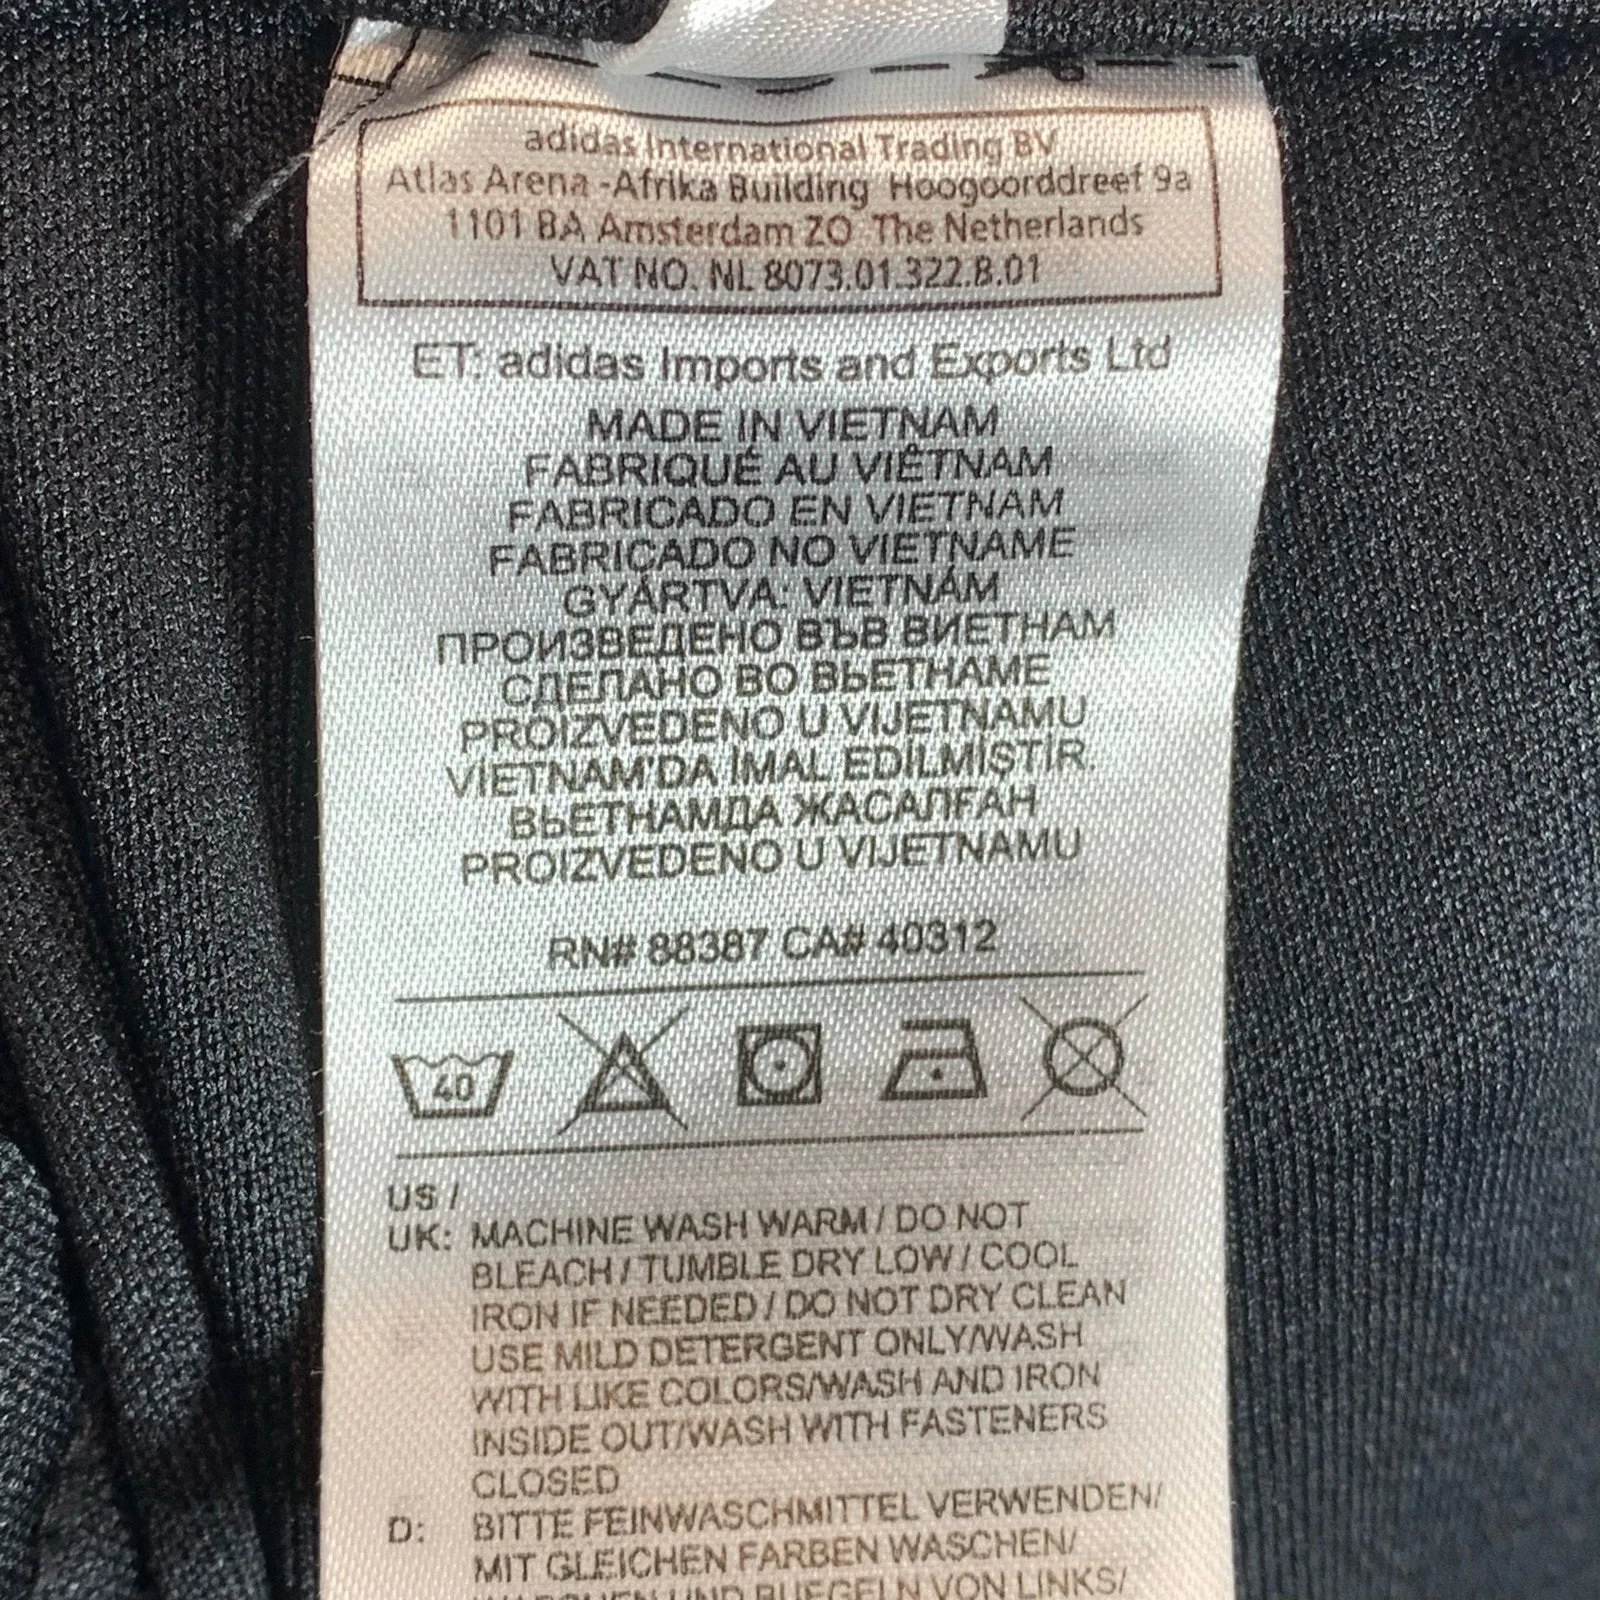 adidas International Trading BV
Atlas Arena -Afrika Building Hoogoorddreef 9a
1101 BA Amsterdam ZO The Netherlands
VAT NO. NL 8073.01.322.B.01
ET: adidas Imports and Exports Ltd
MADE IN VIETNAM
FABRIQUÉ AU VIÊTNAM
FABRICADO EN VIETNAM
FABRICADO NO VIETNAME
GYÁRTVA: VIETNÁM
ПРОИЗВЕДЕНО ВЪВ ВИЕТНАМ
СДЕЛАНО ВО ВЬЕТНАМЕ
PROIZVEDENO U VIJETNAMU
VIETNAM'DA İMAL EDİLMİŞTİR.
ВЬЕТНАМДА ЖАСАЛҒАН
PROIZVEDENO U VIJETNAMU
RN# 88387 CA# 40312
40
US /
UK: MACHINE WASH WARM / DO NOT
BLEACH / TUMBLE DRY LOW / COOL
IRON IF NEEDED / DO NOT DRY CLEAN
USE MILD DETERGENT ONLY/WASH
WITH LIKE COLORS/WASH AND IRON
INSIDE OUT/WASH WITH FASTENERS
CLOSED
D: BITTE FEINWASCHMITTEL VERWENDEN/
MIT GLEICHEN FARBEN WASCHEN/
WASCHEN UND BUEGELN VON LINKS/